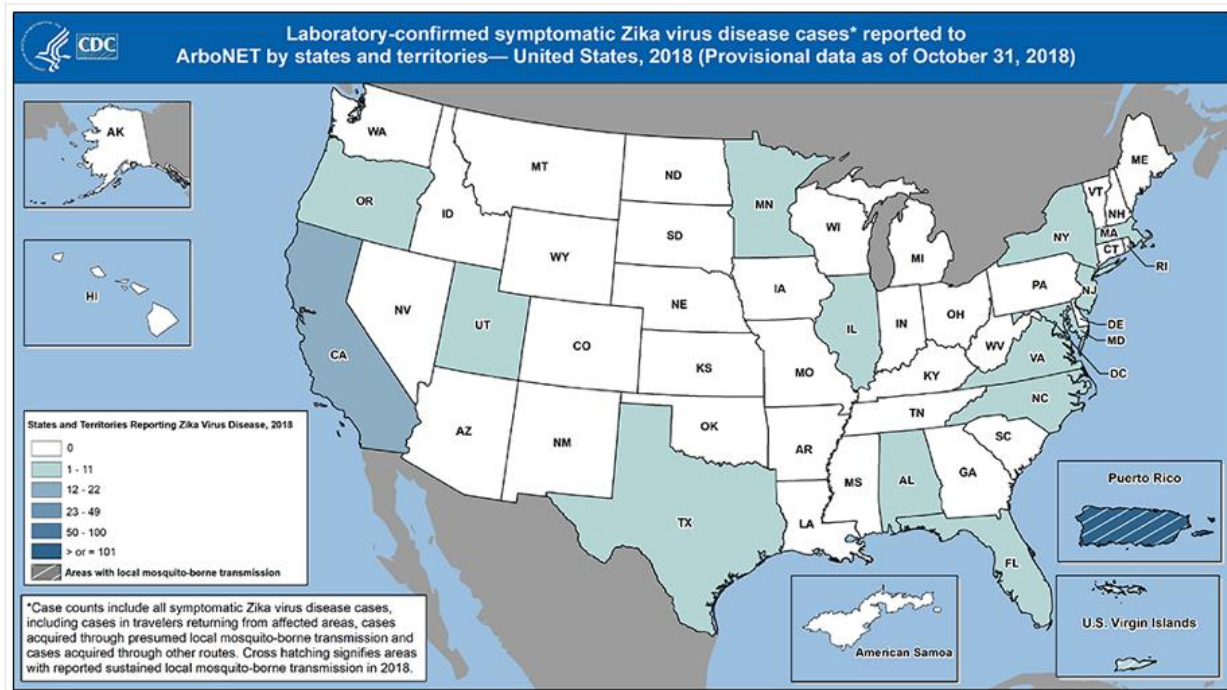 CDC
Laboratory-confirmed symptomatic Zika virus disease cases* reported to
ArboNET by states and territories— United States, 2018 (Provisional data as of October 31, 2018)
AK
HI
WA
OR
CA
ID
NV
MT
WY
UT
AZ
CO
NM
ND
SD
NE
KS
OK
TX
MN
IA
MO
AR
LA
WI
IL
MI
IN
OH
KY
TN
MS
AL
GA
FL
SC
NC
VA
WV
PA
NY
VT
NH
ME
MA
CT
RI
NJ
DE
MD
DC
States and Territories Reporting Zika Virus Disease, 2018
0
1 - 11
12 - 22
23 - 49
50 - 100
> or = 101
Areas with local mosquito-borne transmission
*Case counts include all symptomatic Zika virus disease cases,
including cases in travelers returning from affected areas, cases
acquired through presumed local mosquito-borne transmission and
cases acquired through other routes. Cross hatching signifies areas
with reported sustained local mosquito-borne transmission in 2018.
Puerto Rico
American Samoa
U.S. Virgin Islands